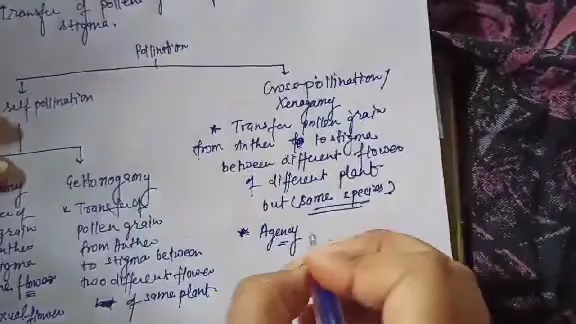 Transfer of pollen
stigma.
Pollination
Self pollination
Cross-pollination/
Xenogamy
* Transfer pollen grain
from Anther to stigma
between different flower
of different plant
but (same species)
* Agency
Geitonogamy
* Transfer of
pollen grain
from Anther
to stigma between
two different flower
of same plant